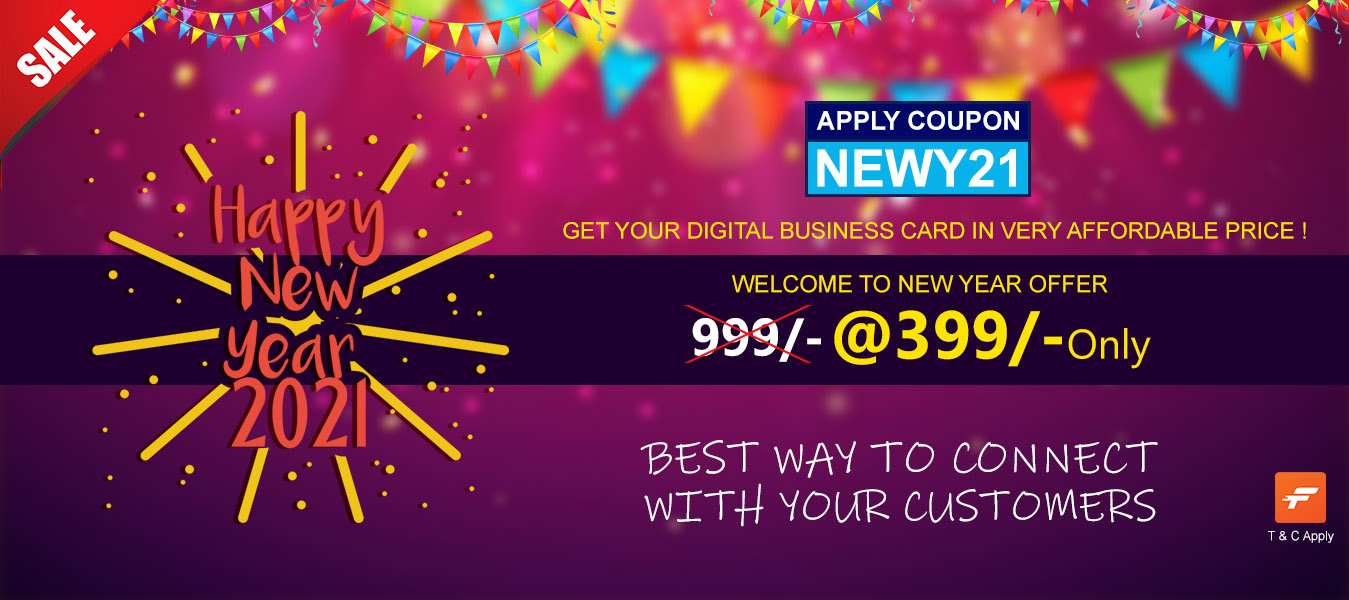 SALE
Happy
New
Year
2021
APPLY COUPON
NEWY21
GET YOUR DIGITAL BUSINESS CARD IN VERY AFFORDABLE PRICE !
WELCOME TO NEW YEAR OFFER
999/- @399/-Only
BEST WAY TO CONNECT
WITH YOUR CUSTOMERS
T & C Apply